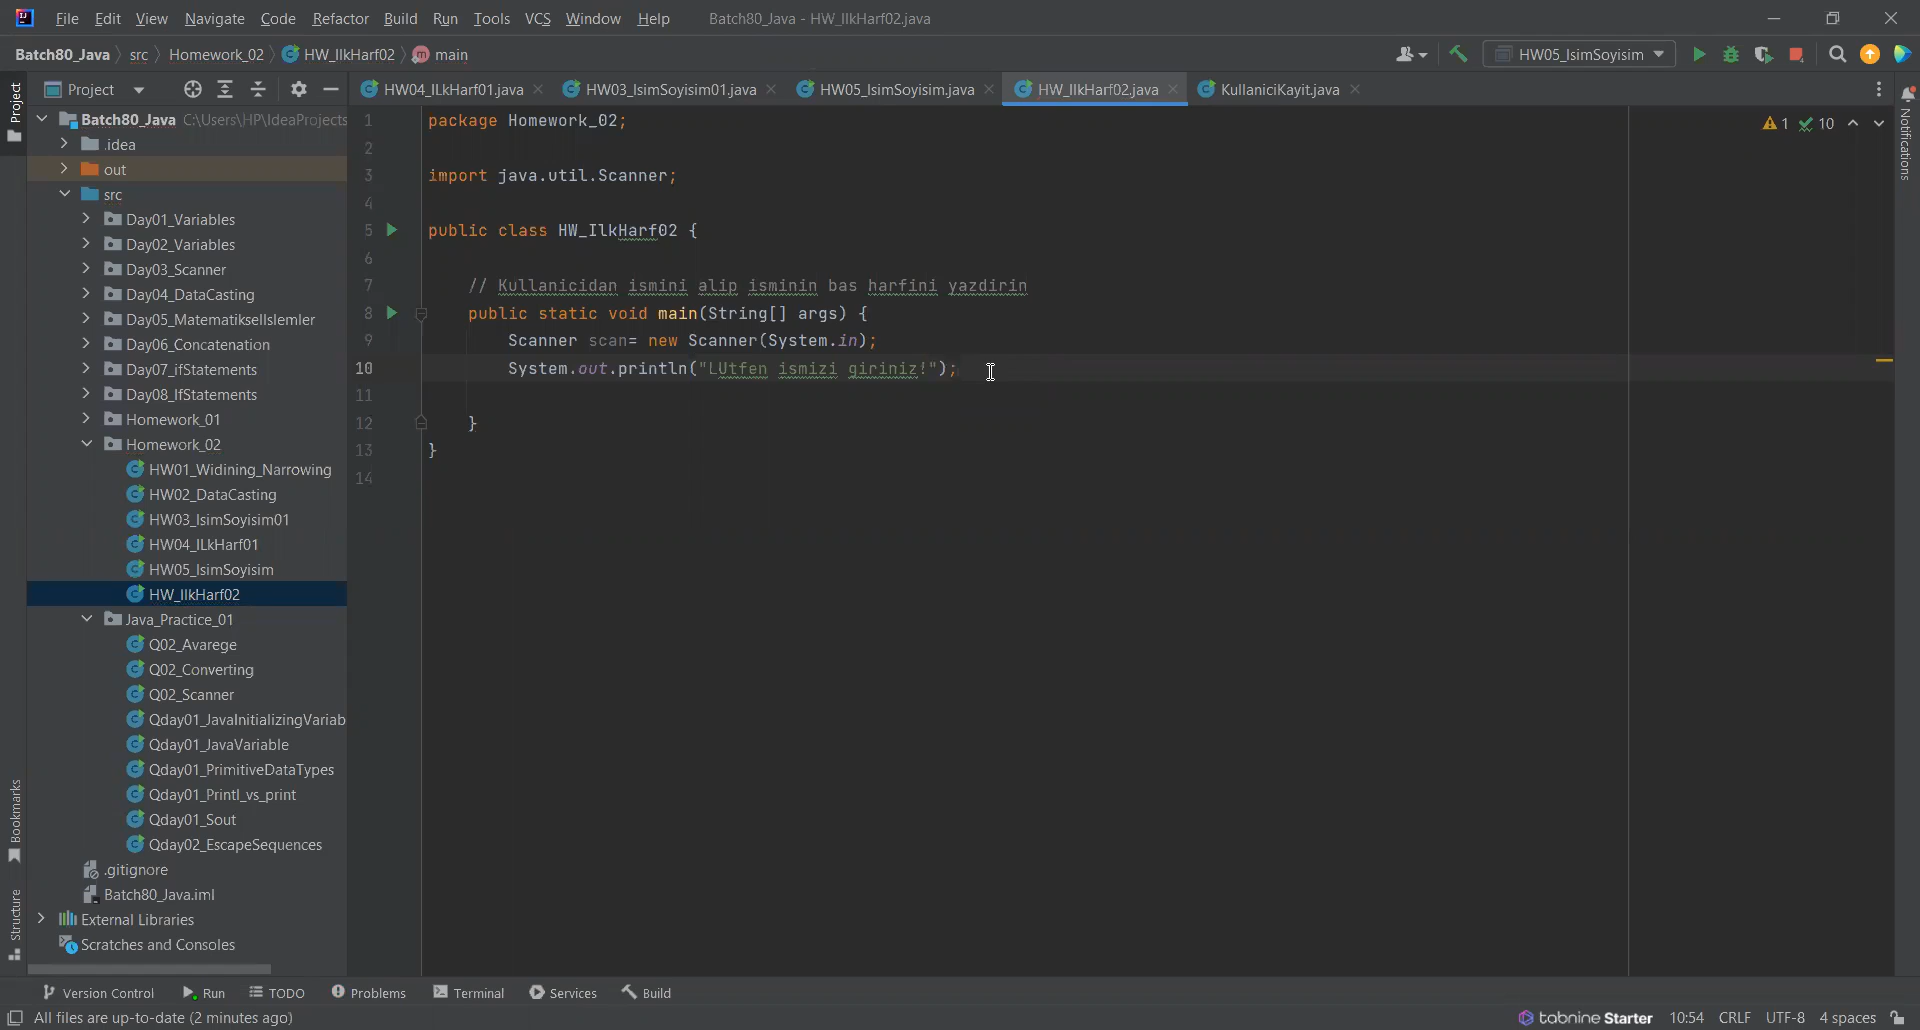 File Edit View Navigate Code Refactor Build Run Tools VCS Window Help Batch80_Java - HW_IlkHarf02.java
Batch80_Java src Homework_02 HW_IlkHarf02 main HW05_IsimSoyisim
Project HW04_ILkHarf01.java HW03_IsimSoyisim01.java HW05_IsimSoyisim.java HW_IlkHarf02.java KullaniciKayit.java
Project
Batch80_Java C:\Users\HP\IdeaProjects
.idea
out
src
Day01_Variables
Day02_Variables
Day03_Scanner
Day04_DataCasting
Day05_MatematikselIslemler
Day06_Concatenation
Day07_ifStatements
Day08_IfStatements
Homework_01
Homework_02
HW01_Widining_Narrowing
HW02_DataCasting
HW03_IsimSoyisim01
HW04_ILkHarf01
HW05_IsimSoyisim
HW_IlkHarf02
Java_Practice_01
Q02_Avarege
Q02_Converting
Q02_Scanner
Qday01_JavaInitializingVariab
Qday01_JavaVariable
Qday01_PrimitiveDataTypes
Qday01_Printl_vs_print
Qday01_Sout
Qday02_EscapeSequences
.gitignore
Batch80_Java.iml
External Libraries
Scratches and Consoles
Bookmarks
Structure
1 package Homework_02;
2
3 import java.util.Scanner;
4
5 public class HW_IlkHarf02 {
6
7 // Kullanicidan ismini alip isminin bas harfini yazdirin
8 public static void main(String[] args) {
9 Scanner scan= new Scanner(System.in);
10 System.out.println("LUtfen ismizi giriniz!");
11
12 }
13 }
14
1 10
Notifications
Version Control Run TODO Problems Terminal Services Build
All files are up-to-date (2 minutes ago) tabnine Starter 10:54 CRLF UTF-8 4 spaces